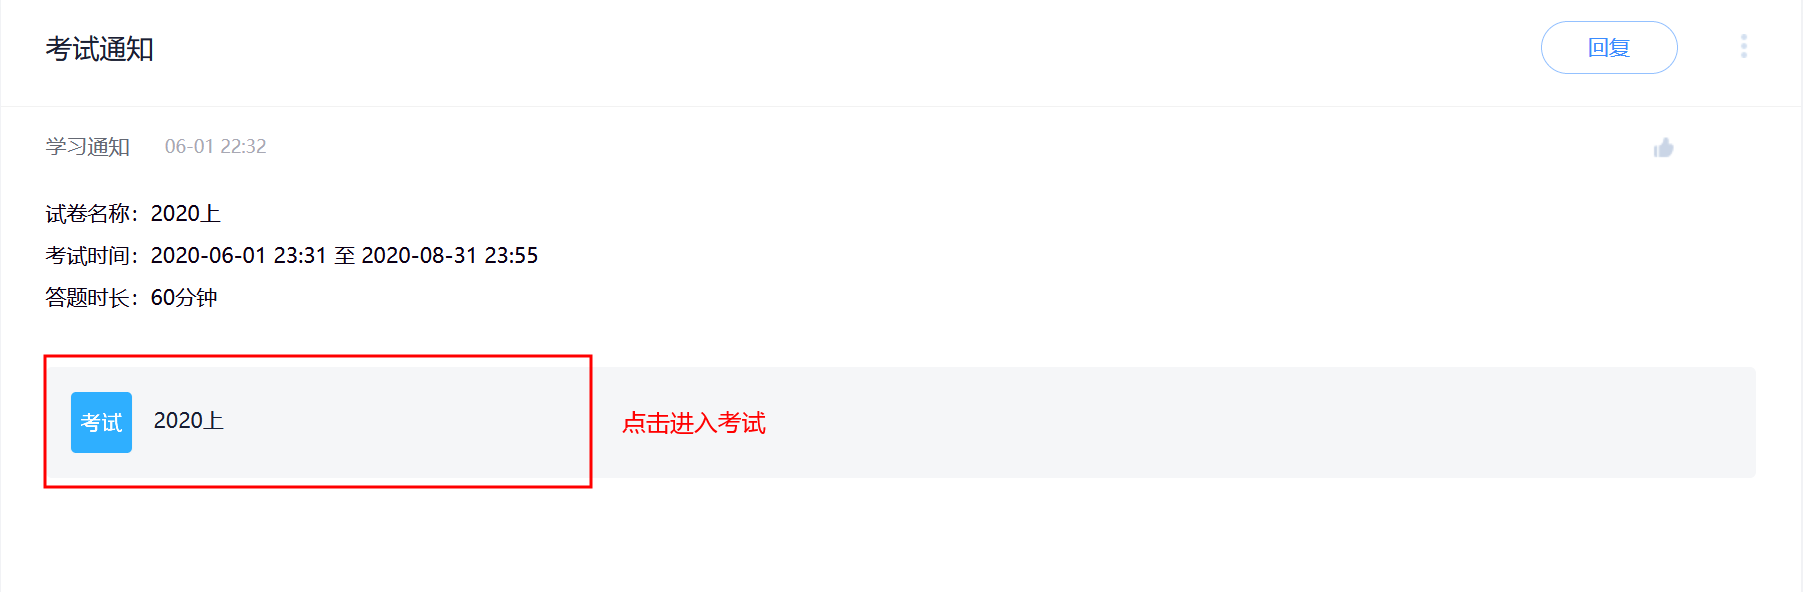 考试通知
回复
学习通知 06-01 22:32
试卷名称：2020上
考试时间：2020-06-01 23:31 至 2020-08-31 23:55
答题时长：60分钟
考试 2020上 点击进入考试